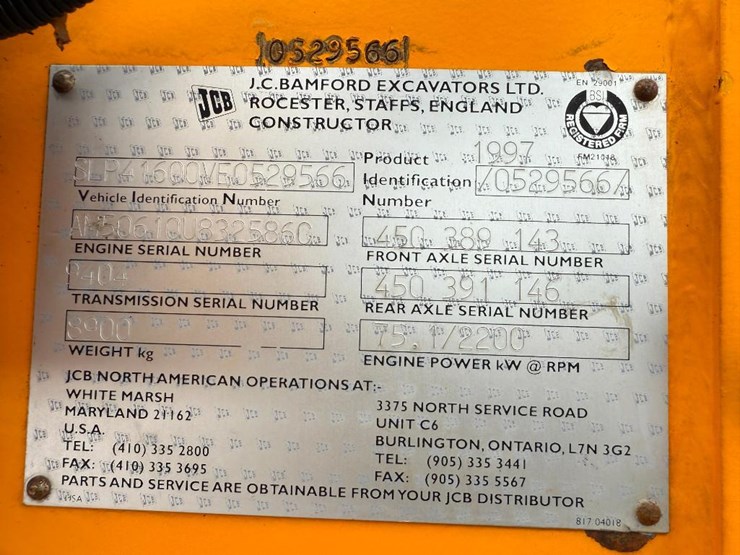 /05295661
JCB
J.C.BAMFORD EXCAVATORS LTD.
ROCESTER, STAFFS, ENGLAND
CONSTRUCTOR
EN 29001
BSI
REGISTERED FIRM
FM21048
Vehicle Identification Number
Product
Identification
Number
1997
/0529566/
ENGINE SERIAL NUMBER
450 389 143
FRONT AXLE SERIAL NUMBER
9404
TRANSMISSION SERIAL NUMBER
450 391 146
REAR AXLE SERIAL NUMBER
8900
WEIGHT kg
75.1/2200
ENGINE POWER kW @ RPM
JCB NORTH AMERICAN OPERATIONS AT:-
WHITE MARSH
MARYLAND 21162
U.S.A.
TEL: (410) 335 2800
FAX: (410) 335 3695
3375 NORTH SERVICE ROAD
UNIT C6
BURLINGTON, ONTARIO, L7N 3G2
TEL: (905) 335 3441
FAX: (905) 335 5567
PARTS AND SERVICE ARE OBTAINABLE FROM YOUR JCB DISTRIBUTOR
817 04018